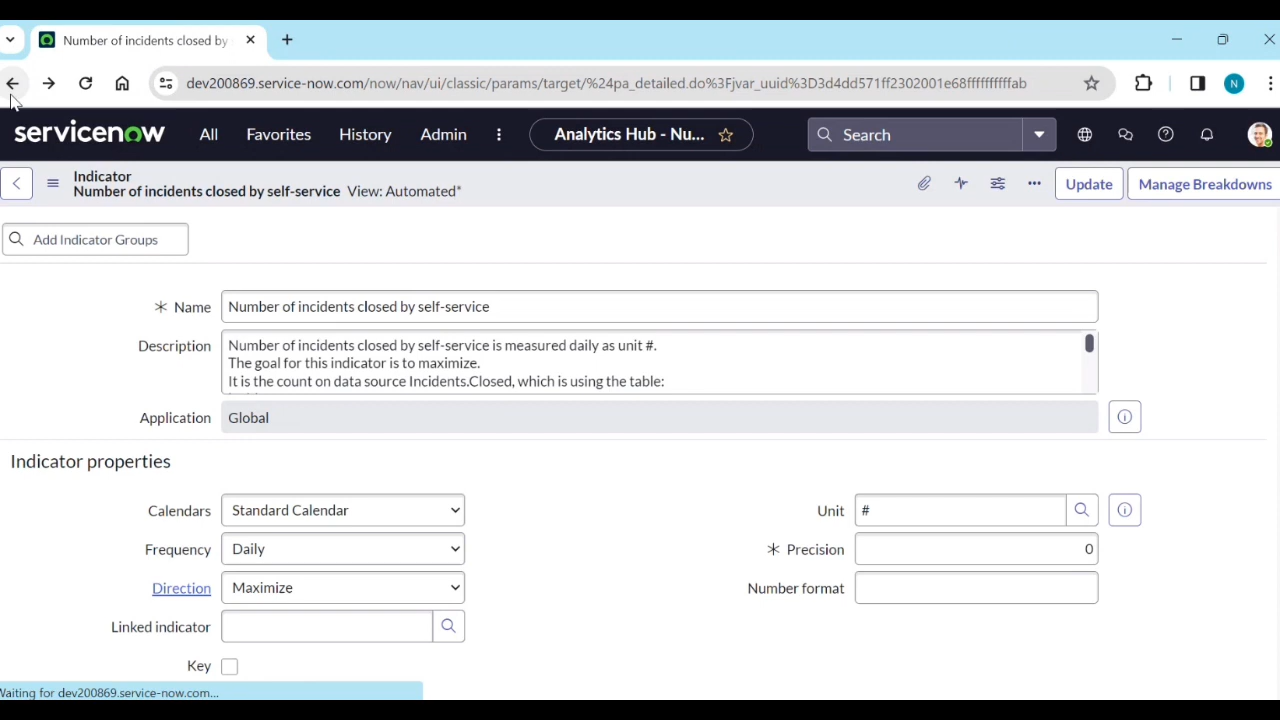 Number of incidents closed by
dev200869.service-now.com/now/nav/ui/classic/params/target/%24pa_detailed.do%3Fjvar_uuid%3D3d4dd571ff2302001e68ffffffffffab
N
servicenow
All
Favorites
History
Admin
Analytics Hub - Nu...
Search
Indicator
Number of incidents closed by self-service View: Automated*
Update
Manage Breakdowns
Add Indicator Groups
Name
Number of incidents closed by self-service
Description
Number of incidents closed by self-service is measured daily as unit #.
The goal for this indicator is to maximize.
It is the count on data source Incidents.Closed, which is using the table:
Application
Global
Indicator properties
Calendars
Standard Calendar
Unit
#
Frequency
Daily
Precision
0
Direction
Maximize
Number format
Linked indicator
Key
Waiting for dev200869.service-now.com...